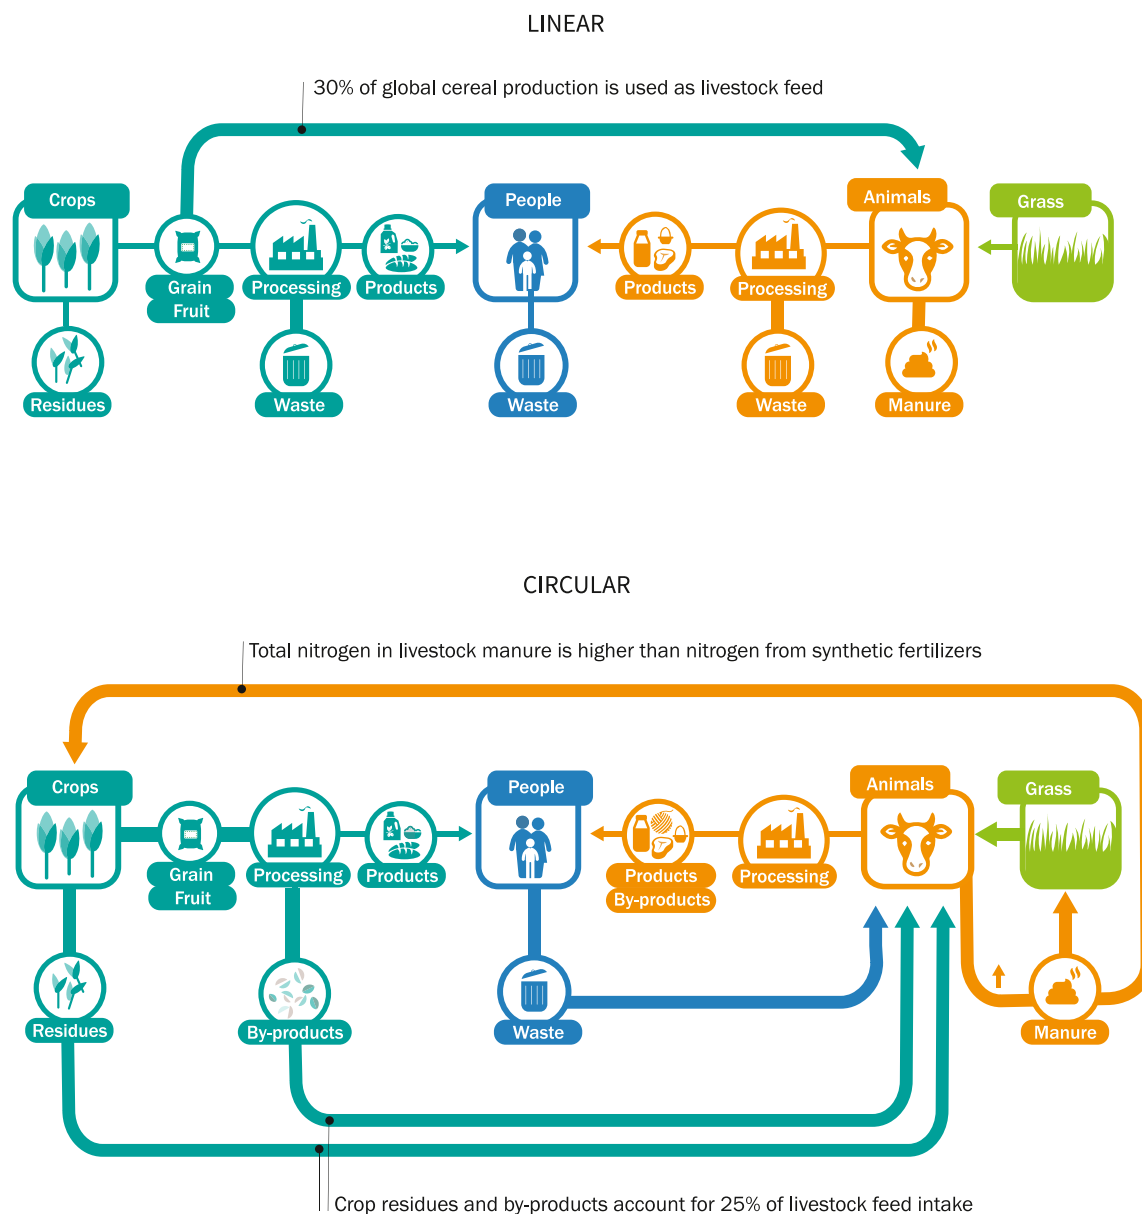 LINEAR
30% of global cereal production is used as livestock feed
Crops
People
Animals
Grass
Grain
Fruit
Processing
Products
Products
Processing
Residues
Waste
Waste
Waste
Manure
CIRCULAR
Total nitrogen in livestock manure is higher than nitrogen from synthetic fertilizers
Crops
People
Animals
Grass
Grain
Fruit
Processing
Products
Products
By-products
Processing
Residues
By-products
Waste
Manure
Crop residues and by-products account for 25% of livestock feed intake